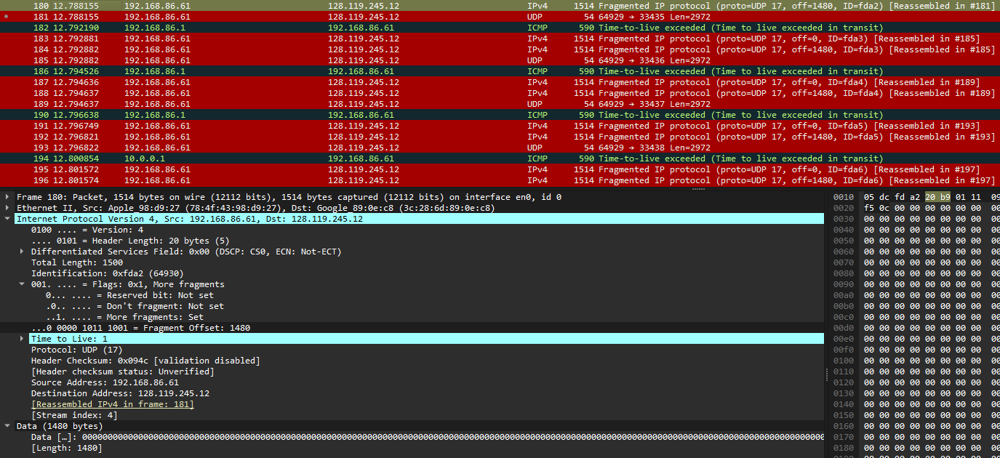 180 12.788155 192.168.86.61 128.119.245.12 IPv4 1514 Fragmented IP protocol (proto=UDP 17, off=1480, ID=fda2) [Reassembled in #181]
181 12.788155 192.168.86.61 128.119.245.12 UDP 54 64929 → 33435 Len=2972
182 12.792190 192.168.86.1 192.168.86.61 ICMP 590 Time-to-live exceeded (Time to live exceeded in transit)
183 12.792881 192.168.86.61 128.119.245.12 IPv4 1514 Fragmented IP protocol (proto=UDP 17, off=0, ID=fda3) [Reassembled in #185]
184 12.792882 192.168.86.61 128.119.245.12 IPv4 1514 Fragmented IP protocol (proto=UDP 17, off=1480, ID=fda3) [Reassembled in #185]
185 12.792882 192.168.86.61 128.119.245.12 UDP 54 64929 → 33436 Len=2972
186 12.794526 192.168.86.1 192.168.86.61 ICMP 590 Time-to-live exceeded (Time to live exceeded in transit)
187 12.794636 192.168.86.61 128.119.245.12 IPv4 1514 Fragmented IP protocol (proto=UDP 17, off=0, ID=fda4) [Reassembled in #189]
188 12.794637 192.168.86.61 128.119.245.12 IPv4 1514 Fragmented IP protocol (proto=UDP 17, off=1480, ID=fda4) [Reassembled in #189]
189 12.794637 192.168.86.61 128.119.245.12 UDP 54 64929 → 33437 Len=2972
190 12.796638 192.168.86.1 192.168.86.61 ICMP 590 Time-to-live exceeded (Time to live exceeded in transit)
191 12.796749 192.168.86.61 128.119.245.12 IPv4 1514 Fragmented IP protocol (proto=UDP 17, off=0, ID=fda5) [Reassembled in #193]
192 12.796821 192.168.86.61 128.119.245.12 IPv4 1514 Fragmented IP protocol (proto=UDP 17, off=1480, ID=fda5) [Reassembled in #193]
193 12.796822 192.168.86.61 128.119.245.12 UDP 54 64929 → 33438 Len=2972
194 12.800854 10.0.0.1 192.168.86.61 ICMP 590 Time-to-live exceeded (Time to live exceeded in transit)
195 12.801572 192.168.86.61 128.119.245.12 IPv4 1514 Fragmented IP protocol (proto=UDP 17, off=0, ID=fda6) [Reassembled in #197]
196 12.801574 192.168.86.61 128.119.245.12 IPv4 1514 Fragmented IP protocol (proto=UDP 17, off=1480, ID=fda6) [Reassembled in #197]
Frame 180: Packet, 1514 bytes on wire (12112 bits), 1514 bytes captured (12112 bits) on interface en0, id 0
Ethernet II, Src: Apple_98:d9:27 (78:4f:43:98:d9:27), Dst: Google_89:0e:c8 (3c:28:6d:89:0e:c8)
Internet Protocol Version 4, Src: 192.168.86.61, Dst: 128.119.245.12
0100 .... = Version: 4
.... 0101 = Header Length: 20 bytes (5)
Differentiated Services Field: 0x00 (DSCP: CS0, ECN: Not-ECT)
Total Length: 1500
Identification: 0xfda2 (64930)
001. .... = Flags: 0x1, More fragments
0... .... = Reserved bit: Not set
.0.. .... = Don't fragment: Not set
..1. .... = More fragments: Set
...0 0000 1011 1001 = Fragment Offset: 1480
Time to Live: 1
Protocol: UDP (17)
Header Checksum: 0x094c [validation disabled]
[Header checksum status: Unverified]
Source Address: 192.168.86.61
Destination Address: 128.119.245.12
[Reassembled IPv4 in frame: 181]
[Stream index: 4]
Data (1480 bytes)
Data […]: 
[Length: 1480]
0010 05 dc fd a2 20 b9 01 11 09
0020 f5 0c 00 00 00 00 00 00 00
0030 00 00 00 00 00 00 00 00 00
0040 00 00 00 00 00 00 00 00 00
0050 00 00 00 00 00 00 00 00 00
0060 00 00 00 00 00 00 00 00 00
0070 00 00 00 00 00 00 00 00 00
0080 00 00 00 00 00 00 00 00 00
0090 00 00 00 00 00 00 00 00 00
00a0 00 00 00 00 00 00 00 00 00
00b0 00 00 00 00 00 00 00 00 00
00c0 00 00 00 00 00 00 00 00 00
00d0 00 00 00 00 00 00 00 00 00
00e0 00 00 00 00 00 00 00 00 00
00f0 00 00 00 00 00 00 00 00 00
0100 00 00 00 00 00 00 00 00 00
0110 00 00 00 00 00 00 00 00 00
0120 00 00 00 00 00 00 00 00 00
0130 00 00 00 00 00 00 00 00 00
0140 00 00 00 00 00 00 00 00 00
0150 00 00 00 00 00 00 00 00 00
0160 00 00 00 00 00 00 00 00 00
0170 00 00 00 00 00 00 00 00 00
0180 00 00 00 00 00 00 00 00 00